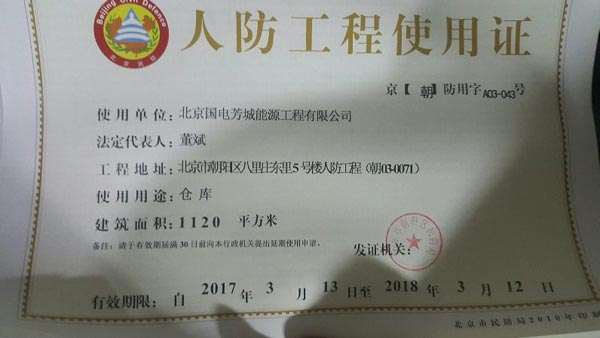 Beijing Civil Defence
北京民防
人防工程使用证
京【朝】防用字A03-043号
使用单位：北京国电芳城能源工程有限公司
法定代表人：董斌
工程地址：北京市朝阳区八里庄东里5号楼人防工程（朝03-0071）
使用用途：仓库
建筑面积：1120 平方米
备注：请于有效期届满30日前向本行政机关提出延期使用申请。
发证机关：
有效期限：自 2017 年 3 月 13 日至 2018 年 3 月 12 日
北京市民防局2010年印制